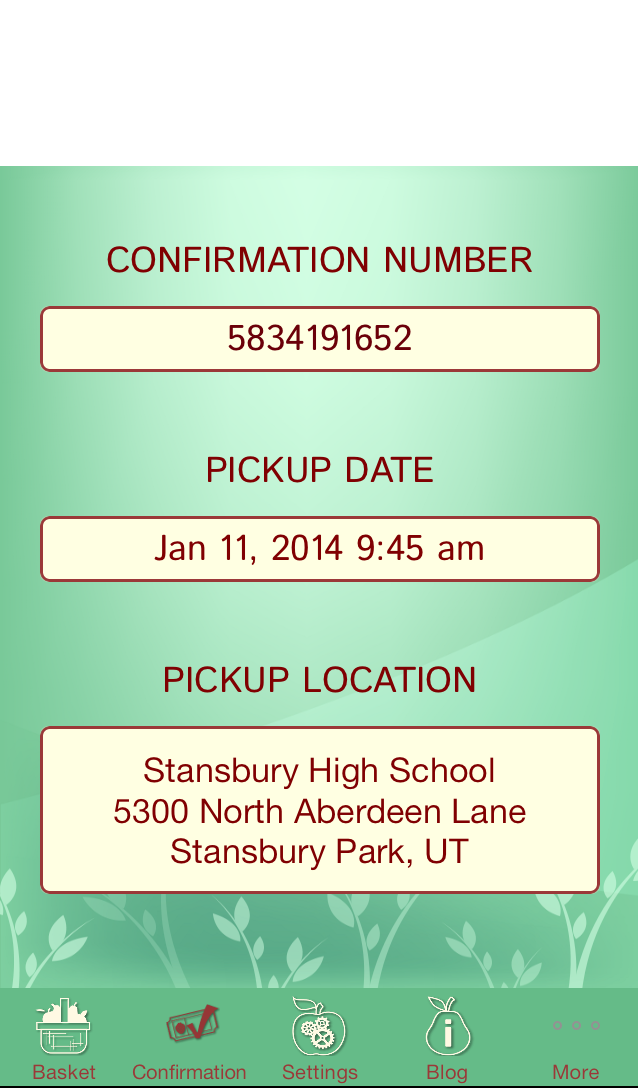 CONFIRMATION NUMBER
5834191652
PICKUP DATE
Jan 11, 2014 9:45 am
PICKUP LOCATION
Stansbury High School
5300 North Aberdeen Lane
Stansbury Park, UT
Basket Confirmation Settings Blog More